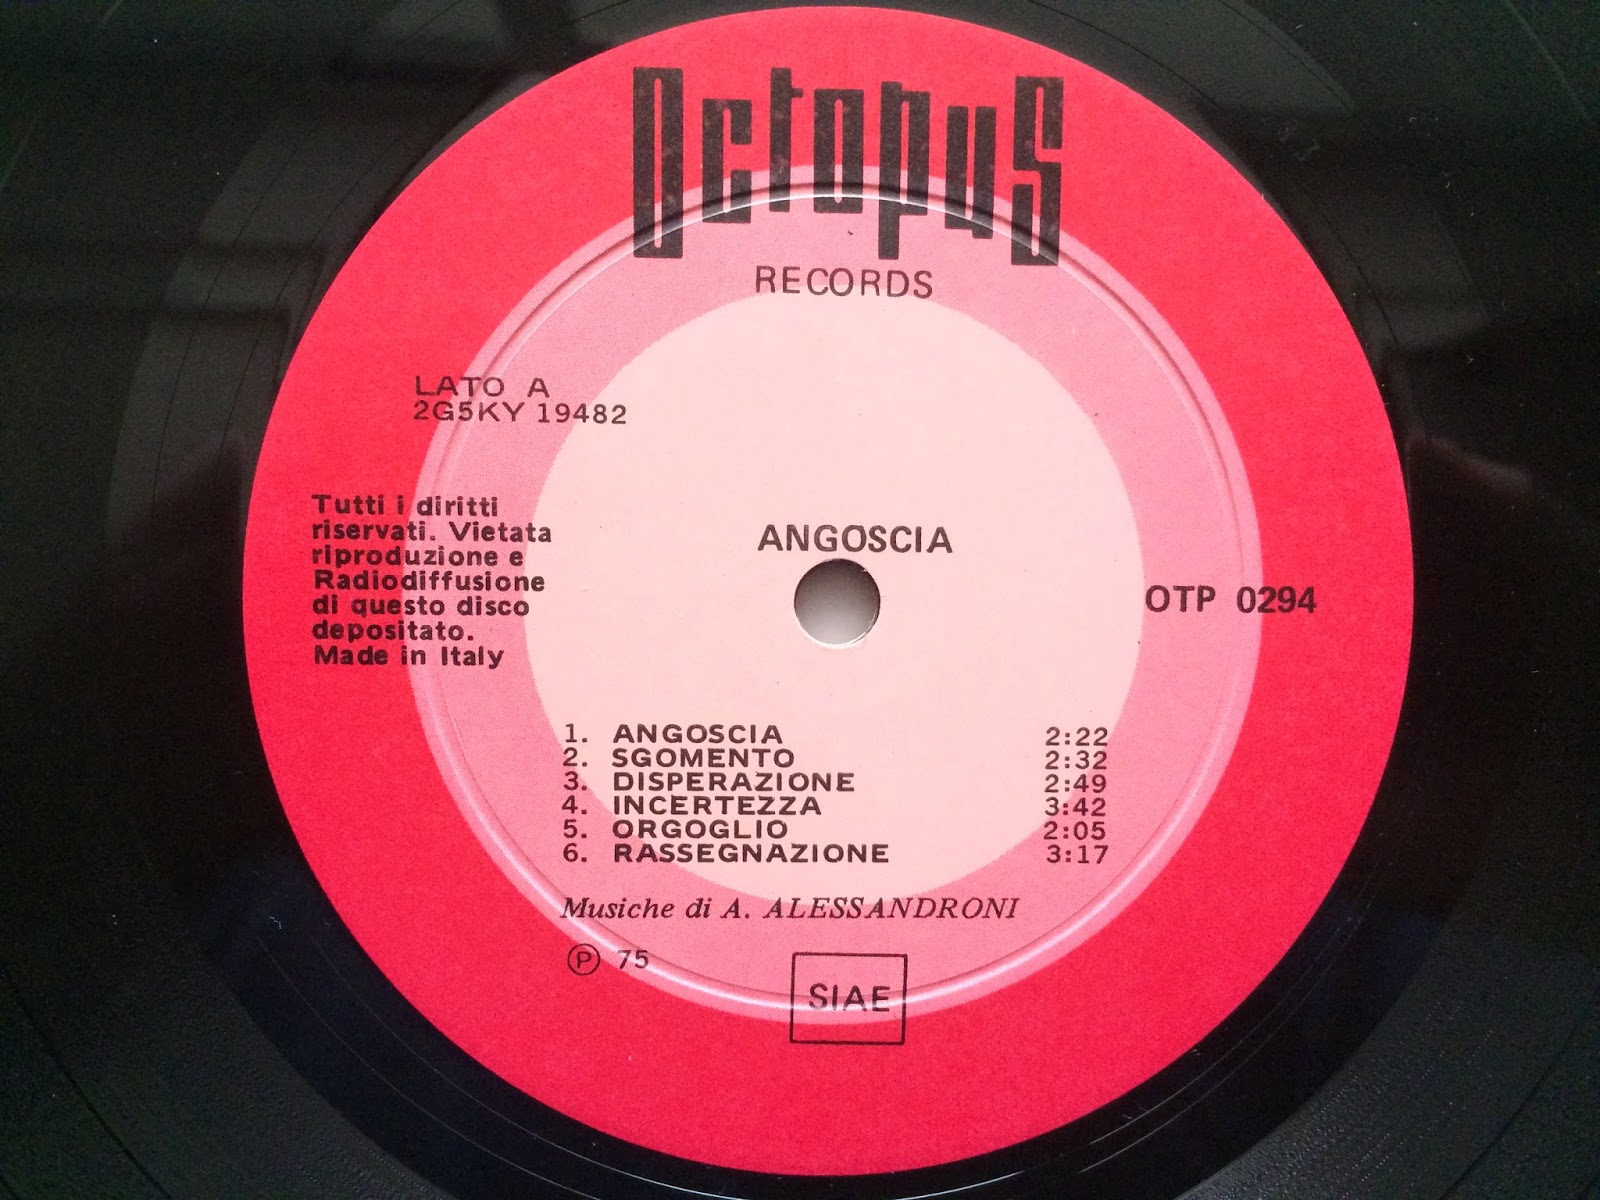 Octopus
RECORDS
LATO A
2G5KY 19482
Tutti i diritti
riservati. Vietata
riproduzione e
Radiodiffusione
di questo disco
depositato.
Made in Italy
ANGOSCIA
OTP 0294
1. ANGOSCIA 2:22
2. SGOMENTO 2:32
3. DISPERAZIONE 2:49
4. INCERTEZZA 3:42
5. ORGOGLIO 2:05
6. RASSEGNAZIONE 3:17
Musiche di A. ALESSANDRONI
Ⓟ 75
SIAE